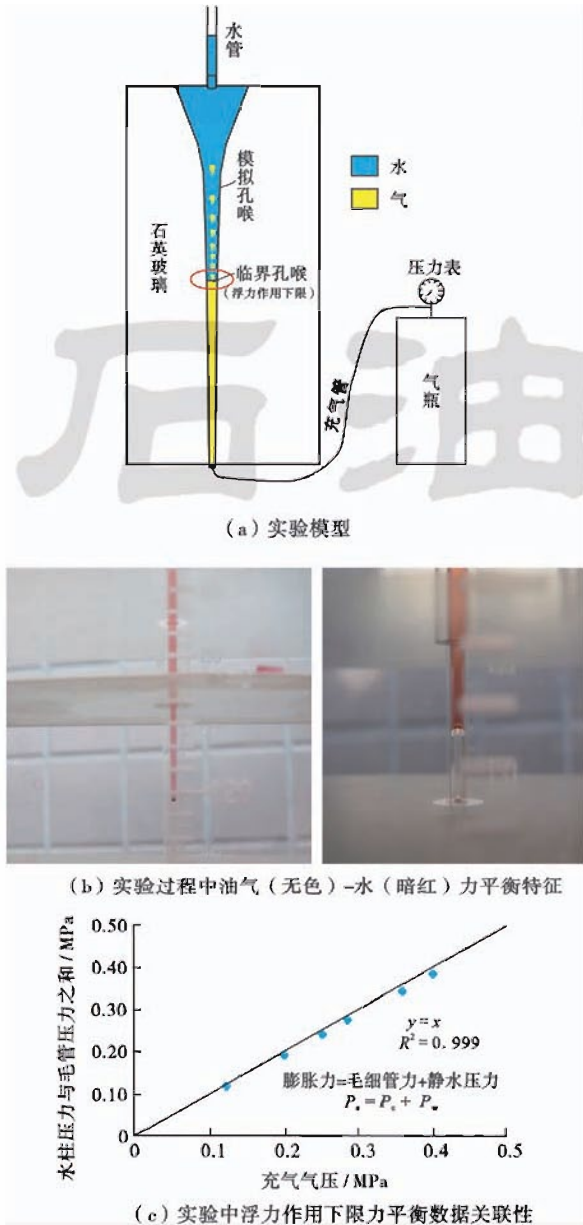 水管
模拟孔喉
水
气
石英玻璃
临界孔喉
(浮力作用下限)
压力表
充气管
气瓶
石油
(a)实验模型
(b)实验过程中油气(无色)-水(暗红)力平衡特征
水柱压力与毛管压力之和/MPa
0.50
0.40
0.30
0.20
0.10
0
y=x
R²=0.999
膨胀力=毛细管力+静水压力
0.1
0.2
0.3
0.4
0.5
充气气压/MPa
(c)实验中浮力作用下限力平衡数据关联性